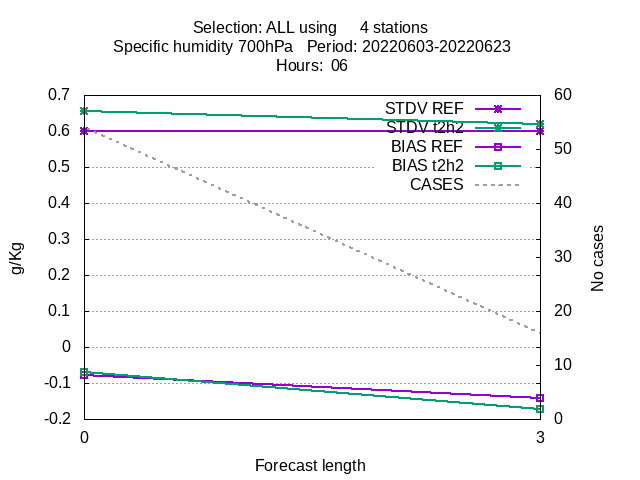 Selection: ALL using 4 stations
Specific humidity 700hPa Period: 20220603-20220623
Hours: 06
0.7
0.6
0.5
0.4
0.3
0.2
0.1
0
-0.1
-0.2
g/Kg
STDV REF
STDV t2h2
BIAS REF
BIAS t2h2
CASES
60
50
40
30
20
10
0
No cases
0 3
Forecast length